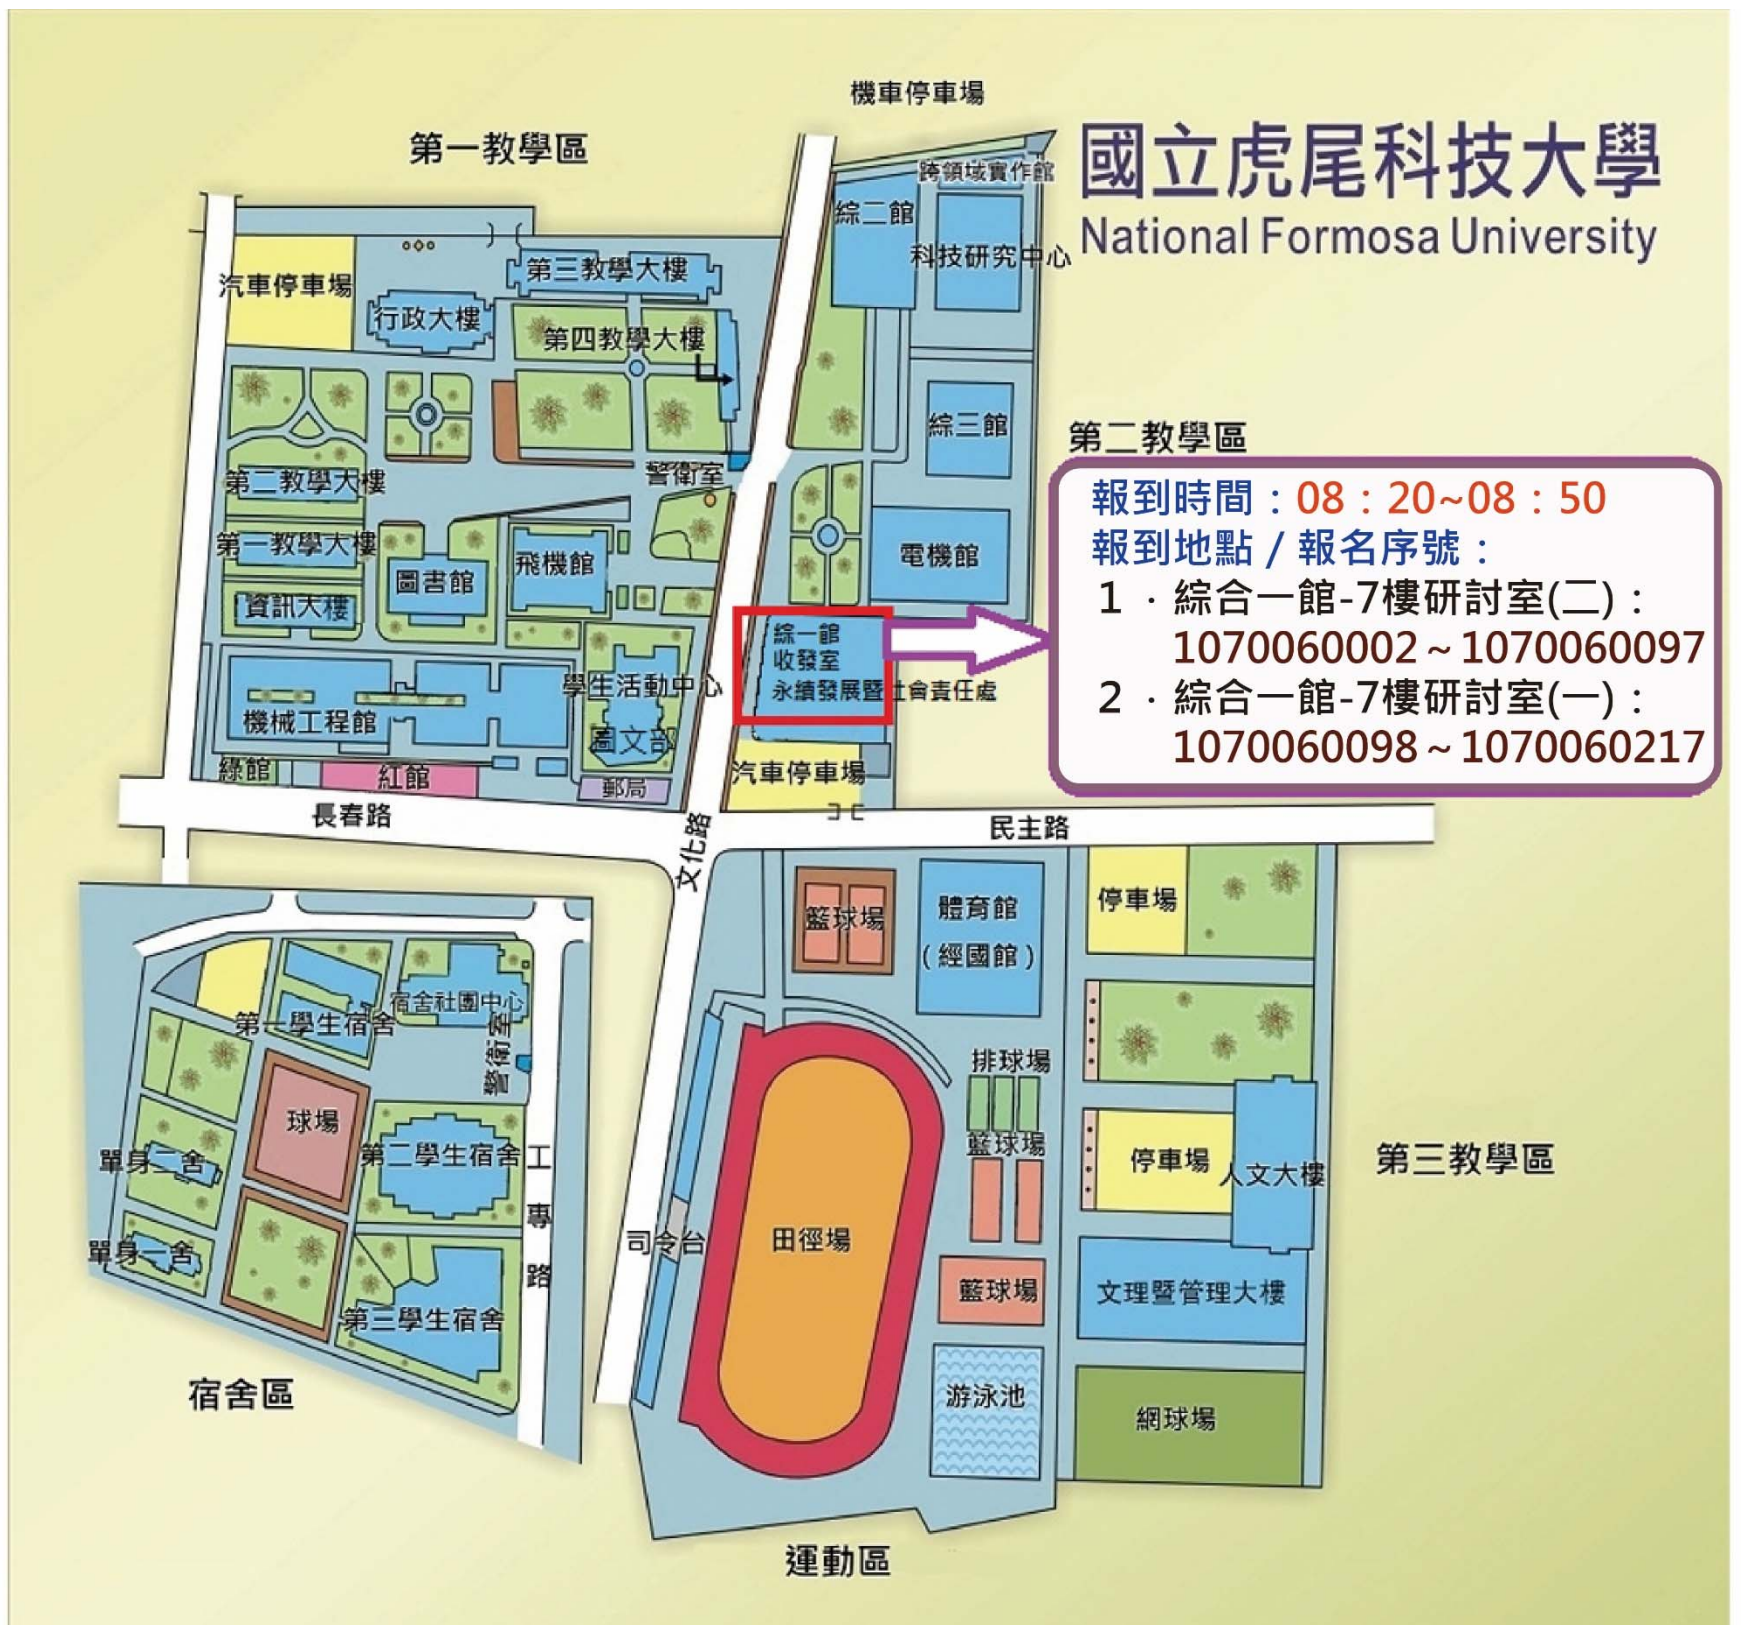 機車停車場
第一教學區
國立虎尾科技大學
National Formosa University
跨領域實作館
綜二館
科技研究中心
第三教學大樓
汽車停車場
行政大樓
第四教學大樓
綜三館
第二教學區
警衛室
第二教學大樓
報到時間：08：20~08：50
報到地點 / 報名序號：
1 · 綜合一館-7樓研討室(二)：
1070060002 ~ 1070060097
2 · 綜合一館-7樓研討室(一)：
1070060098 ~ 1070060217
第一教學大樓
飛機館
電機館
圖書館
資訊大樓
綜一館
收發室
永續發展暨社會責任處
學生活動中心
機械工程館
圖文部
綠館
紅館
郵局
汽車停車場
長春路
文化路
民主路
籃球場
體育館
(經國館)
停車場
宿舍社團中心
第一學生宿舍
警衛室
排球場
球場
籃球場
第二學生宿舍
單身二舍
工專路
停車場
人文大樓
第三教學區
司令台
田徑場
單身一舍
籃球場
文理暨管理大樓
第三學生宿舍
宿舍區
游泳池
網球場
運動區